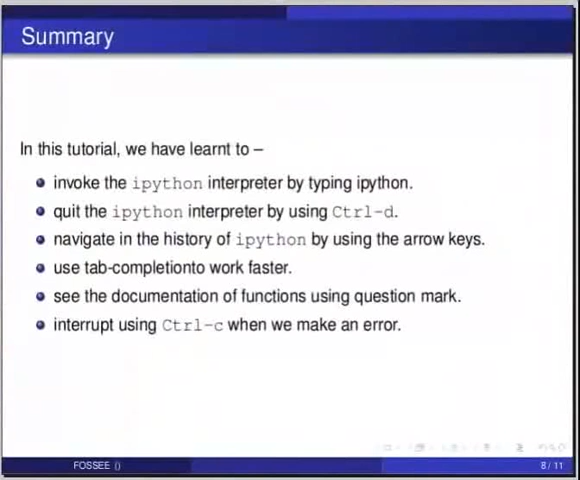 Summary
In this tutorial, we have learnt to –
invoke the ipython interpreter by typing ipython.
quit the ipython interpreter by using Ctrl-d.
navigate in the history of ipython by using the arrow keys.
use tab-completionto work faster.
see the documentation of functions using question mark.
interrupt using Ctrl-c when we make an error.
FOSSEE ()
8 / 11